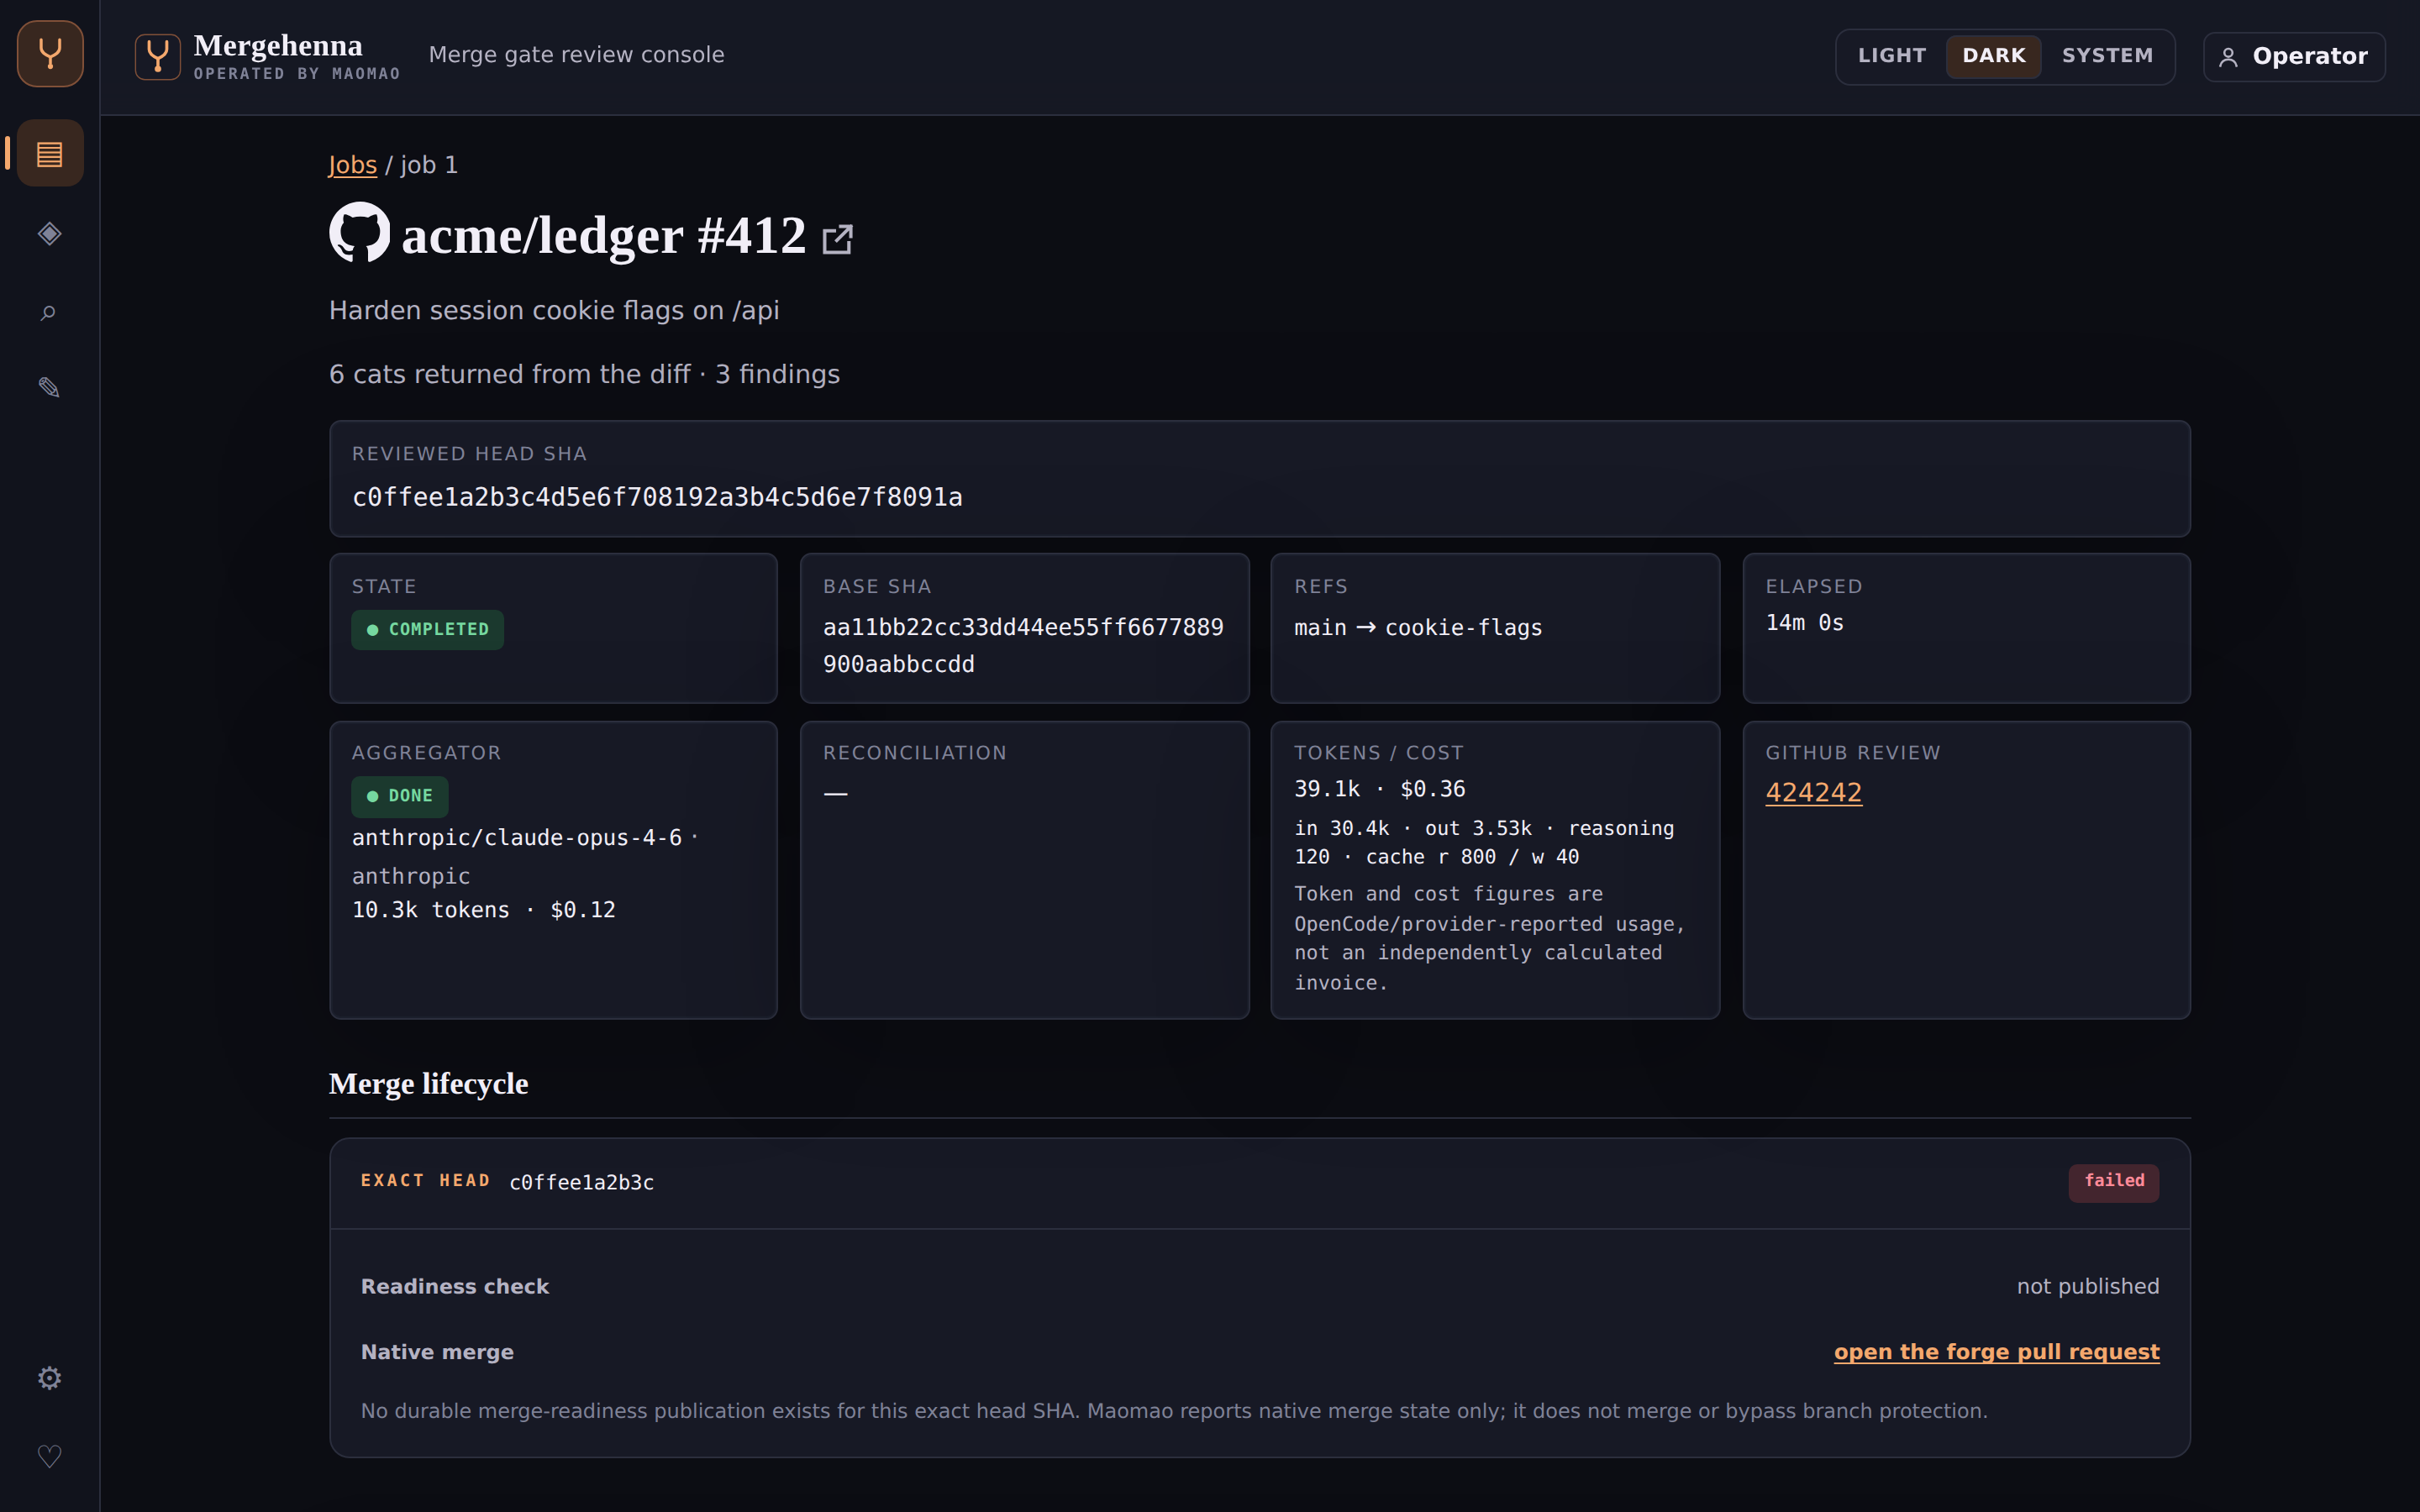 Mergehenna
OPERATED BY MAOMAO
Merge gate review console
LIGHT DARK SYSTEM
Operator
Jobs / job 1
acme/ledger #412
Harden session cookie flags on /api
6 cats returned from the diff · 3 findings
REVIEWED HEAD SHA
c0ffee1a2b3c4d5e6f708192a3b4c5d6e7f8091a
STATE
COMPLETED
BASE SHA
aa11bb22cc33dd44ee55ff6677889
900aabbccdd
REFS
main → cookie-flags
ELAPSED
14m 0s
AGGREGATOR
DONE
anthropic/claude-opus-4-6 ·
anthropic
10.3k tokens · $0.12
RECONCILIATION
—
TOKENS / COST
39.1k · $0.36
in 30.4k · out 3.53k · reasoning
120 · cache r 800 / w 40
Token and cost figures are
OpenCode/provider-reported usage,
not an independently calculated
invoice.
GITHUB REVIEW
424242
Merge lifecycle
EXACT HEAD c0ffee1a2b3c
failed
Readiness check
not published
Native merge
open the forge pull request
No durable merge-readiness publication exists for this exact head SHA. Maomao reports native merge state only; it does not merge or bypass branch protection.